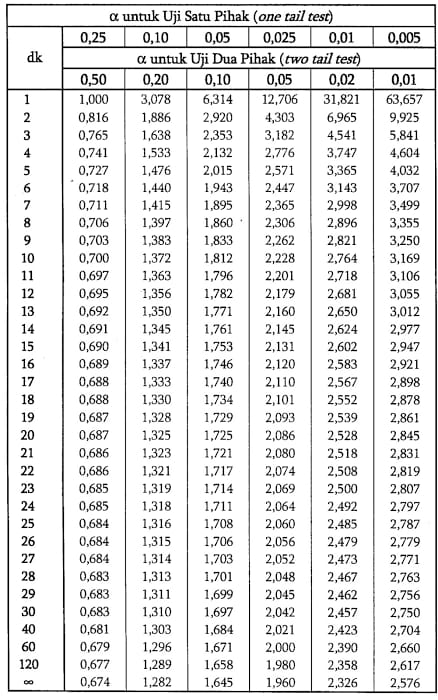 α untuk Uji Satu Pihak (one tail test)
0,25 0,10 0,05 0,025 0,01 0,005
dk α untuk Uji Dua Pihak (two tail test)
0,50 0,20 0,10 0,05 0,02 0,01
1 1,000 3,078 6,314 12,706 31,821 63,657
2 0,816 1,886 2,920 4,303 6,965 9,925
3 0,765 1,638 2,353 3,182 4,541 5,841
4 0,741 1,533 2,132 2,776 3,747 4,604
5 0,727 1,476 2,015 2,571 3,365 4,032
6 0,718 1,440 1,943 2,447 3,143 3,707
7 0,711 1,415 1,895 2,365 2,998 3,499
8 0,706 1,397 1,860 2,306 2,896 3,355
9 0,703 1,383 1,833 2,262 2,821 3,250
10 0,700 1,372 1,812 2,228 2,764 3,169
11 0,697 1,363 1,796 2,201 2,718 3,106
12 0,695 1,356 1,782 2,179 2,681 3,055
13 0,692 1,350 1,771 2,160 2,650 3,012
14 0,691 1,345 1,761 2,145 2,624 2,977
15 0,690 1,341 1,753 2,131 2,602 2,947
16 0,689 1,337 1,746 2,120 2,583 2,921
17 0,688 1,333 1,740 2,110 2,567 2,898
18 0,688 1,330 1,734 2,101 2,552 2,878
19 0,687 1,328 1,729 2,093 2,539 2,861
20 0,687 1,325 1,725 2,086 2,528 2,845
21 0,686 1,323 1,721 2,080 2,518 2,831
22 0,686 1,321 1,717 2,074 2,508 2,819
23 0,685 1,319 1,714 2,069 2,500 2,807
24 0,685 1,318 1,711 2,064 2,492 2,797
25 0,684 1,316 1,708 2,060 2,485 2,787
26 0,684 1,315 1,706 2,056 2,479 2,779
27 0,684 1,314 1,703 2,052 2,473 2,771
28 0,683 1,313 1,701 2,048 2,467 2,763
29 0,683 1,311 1,699 2,045 2,462 2,756
30 0,683 1,310 1,697 2,042 2,457 2,750
40 0,681 1,303 1,684 2,021 2,423 2,704
60 0,679 1,296 1,671 2,000 2,390 2,660
120 0,677 1,289 1,658 1,980 2,358 2,617
∞ 0,674 1,282 1,645 1,960 2,326 2,576